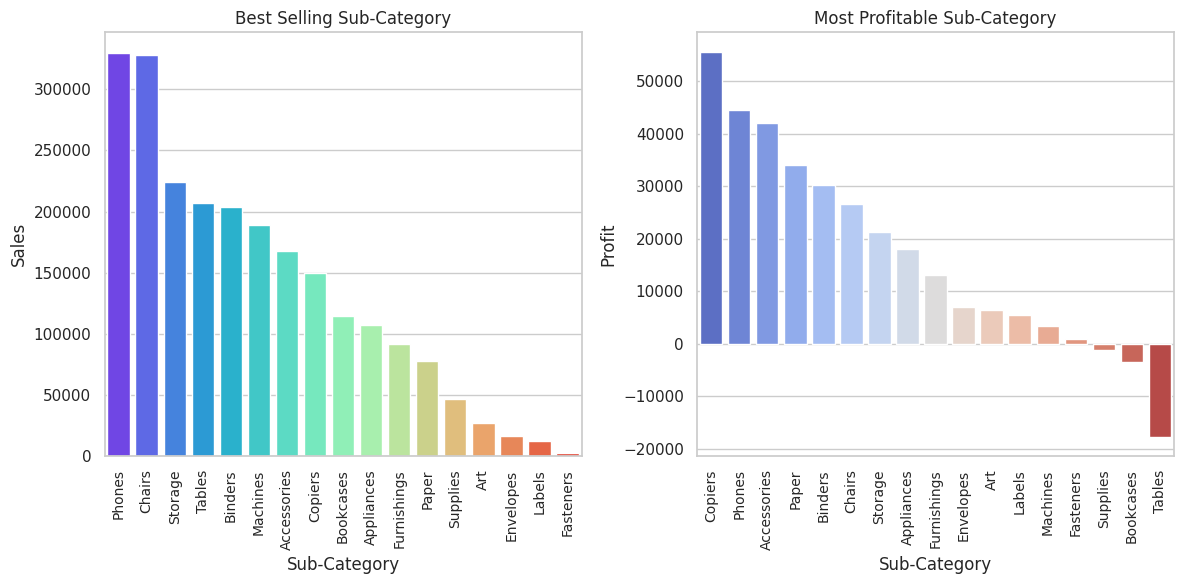 Best Selling Sub-Category
Sales
300000
250000
200000
150000
100000
50000
0
Phones
Chairs
Storage
Tables
Binders
Machines
Accessories
Copiers
Bookcases
Appliances
Furnishings
Paper
Supplies
Art
Envelopes
Labels
Fasteners
Sub-Category
Most Profitable Sub-Category
Profit
50000
40000
30000
20000
10000
0
−10000
−20000
Copiers
Phones
Accessories
Paper
Binders
Chairs
Storage
Appliances
Furnishings
Envelopes
Art
Labels
Machines
Fasteners
Supplies
Bookcases
Tables
Sub-Category